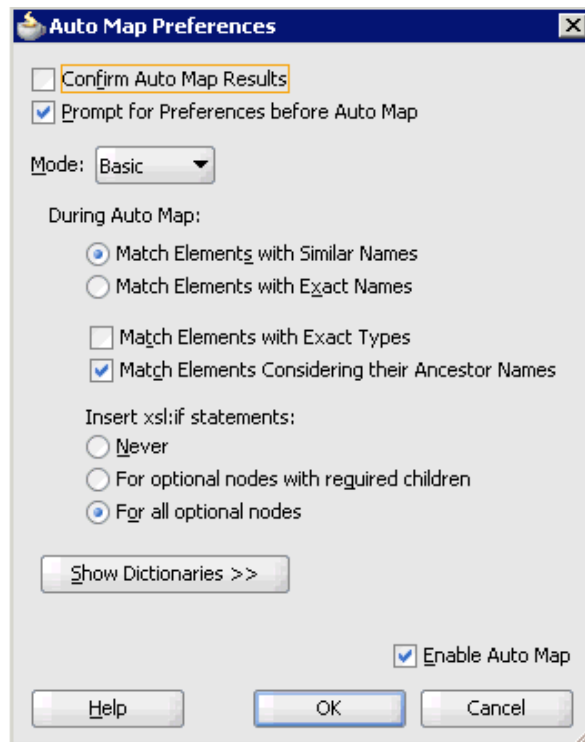 Auto Map Preferences
Confirm Auto Map Results
Prompt for Preferences before Auto Map
Mode: Basic
During Auto Map:
Match Elements with Similar Names
Match Elements with Exact Names
Match Elements with Exact Types
Match Elements Considering their Ancestor Names
Insert xsl:if statements:
Never
For optional nodes with required children
For all optional nodes
Show Dictionaries >>
Enable Auto Map
Help OK Cancel